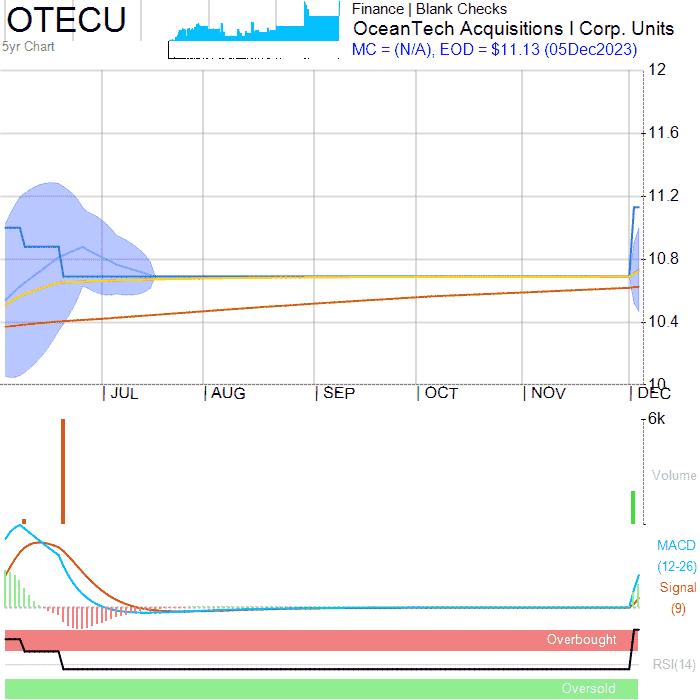 OTECU
5yr Chart
Finance | Blank Checks
OceanTech Acquisitions I Corp. Units
MC = (N/A), EOD = $11.13 (05Dec2023)
12
11.6
11.2
10.8
10.4
10
JUL AUG SEP OCT NOV DEC
6k
Volume
MACD
(12-26)
Signal
(9)
Overbought
RSI(14)
Oversold